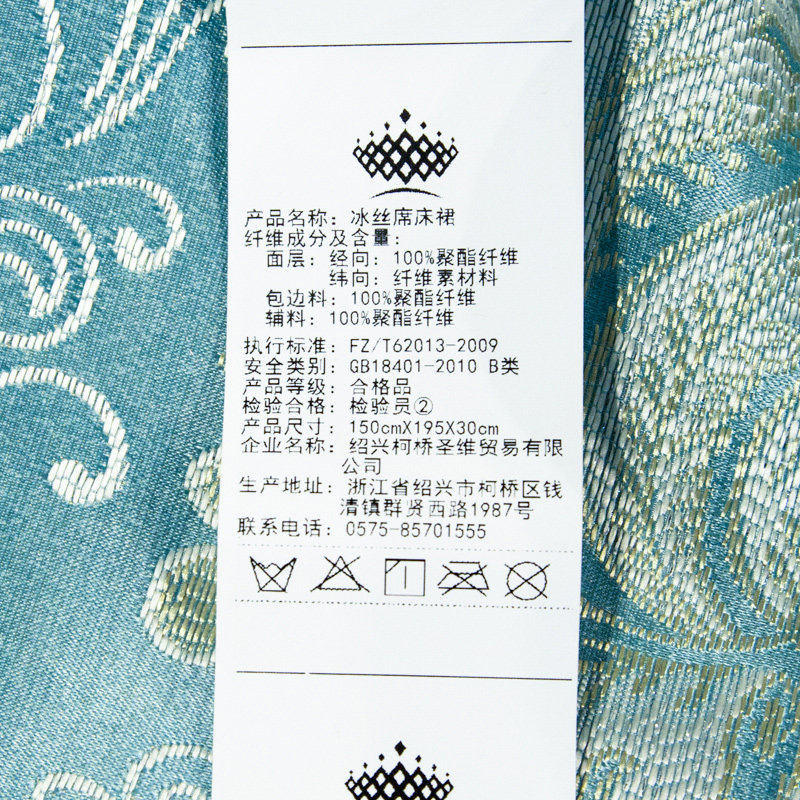 产品名称：冰丝席床裙
纤维成分及含量：
面层：经向：100%聚酯纤维
纬向：纤维素材料
包边料：100%聚酯纤维
辅料：100%聚酯纤维
执行标准：FZ/T62013-2009
安全类别：GB18401-2010 B类
产品等级：合格品
检验合格：检验员②
产品尺寸：150cmX195X30cm
企业名称：绍兴柯桥圣维贸易有限
公司
生产地址：浙江省绍兴市柯桥区钱
清镇群贤西路1987号
联系电话：0575-85701555